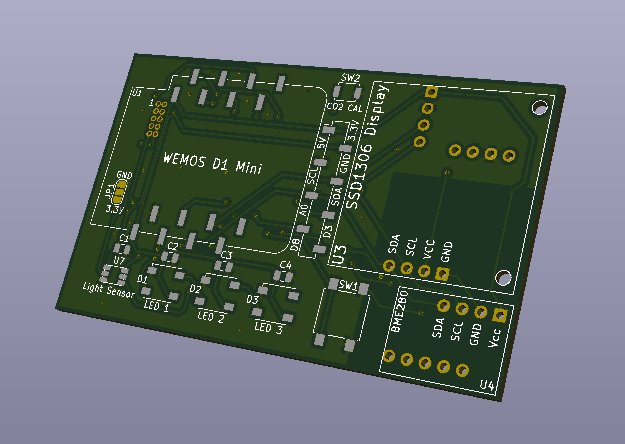 U1
1
WEMOS D1 Mini
JP1
GND
3.3V
SW2
CO2 CAL
5V
3.3V
SCL
GND
SDA
A0
D3
D8
SSD1306 Display
U3
SDA
SCL
VCC
GND
C1
C2
C3
C4
U7
Light Sensor
D1
LED 1
D2
LED 2
D3
LED 3
SW1
BME280
SDA
SCL
GND
Vcc
U4